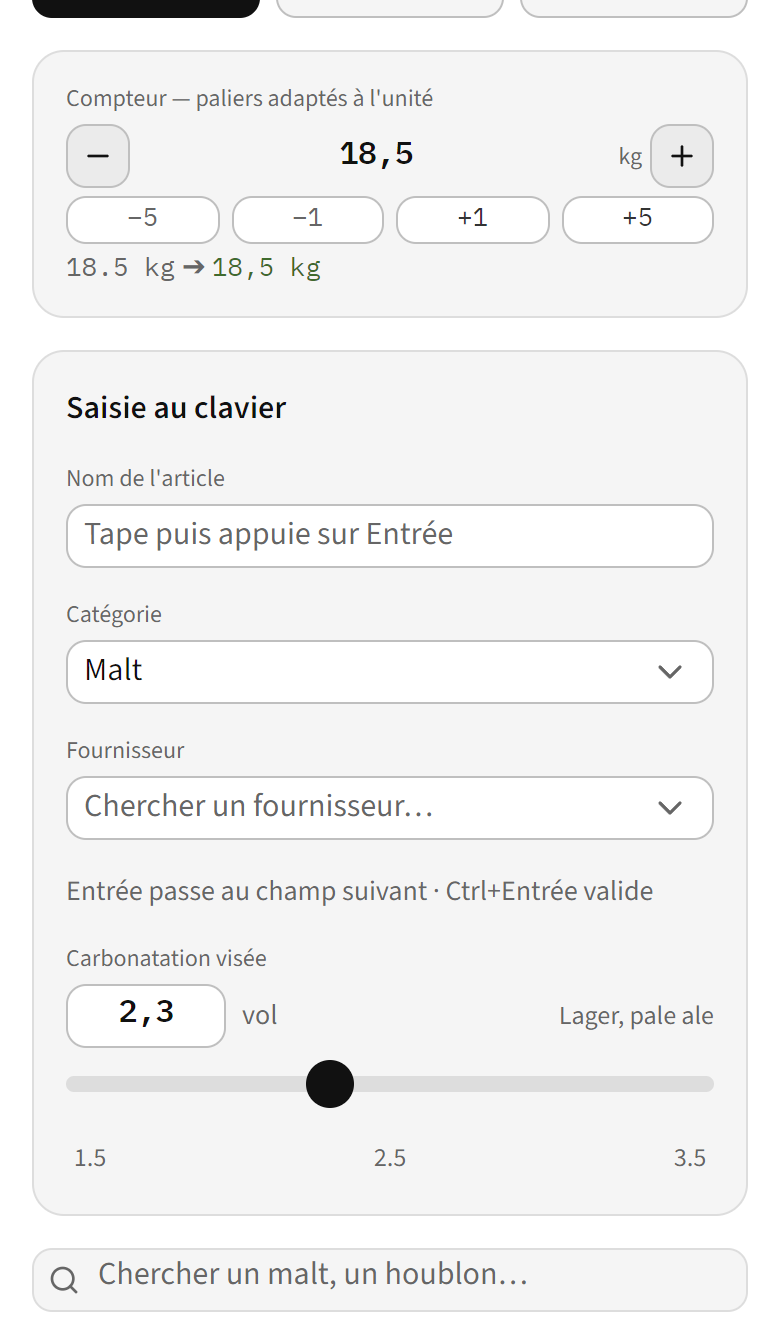 Compteur — paliers adaptés à l'unité
− 18,5 kg +
−5 −1 +1 +5
18.5 kg ➔ 18,5 kg
Saisie au clavier
Nom de l'article
Tape puis appuie sur Entrée
Catégorie
Malt
Fournisseur
Chercher un fournisseur…
Entrée passe au champ suivant · Ctrl+Entrée valide
Carbonatation visée
2,3 vol Lager, pale ale
1.5 2.5 3.5
Chercher un malt, un houblon…